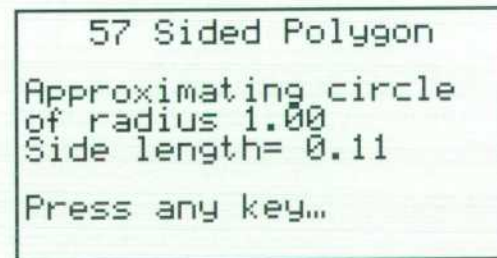 57 Sided Polygon
Approximating circle
of radius 1.00
Side length= 0.11
Press any key…